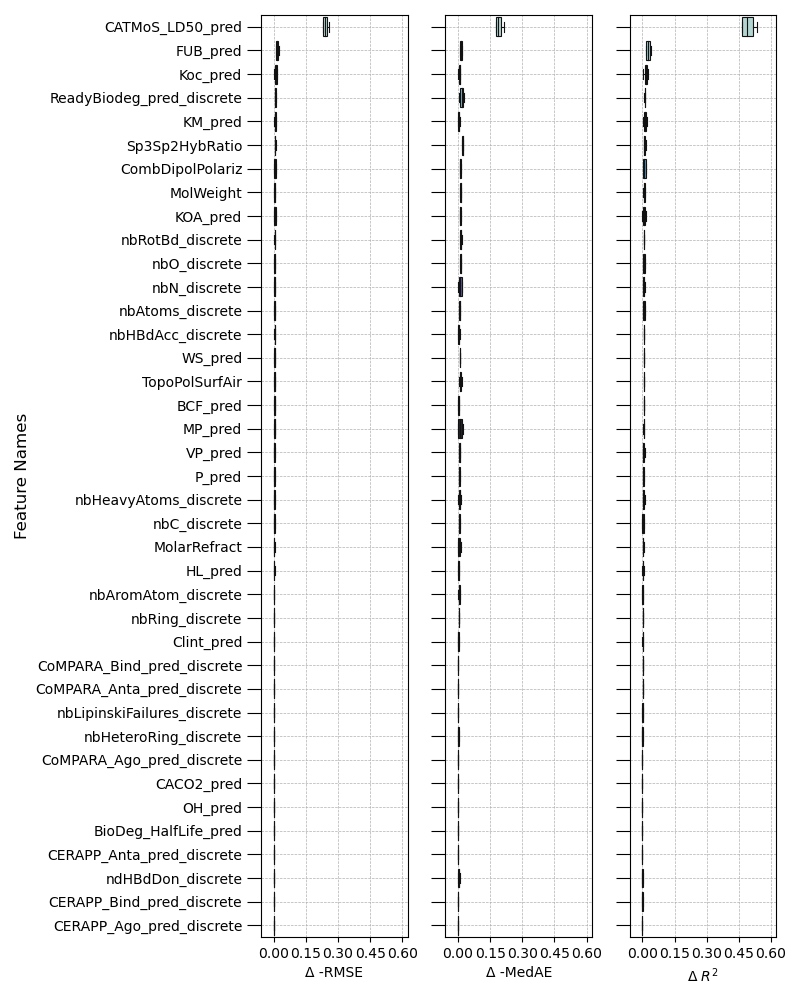 CATMoS_LD50_pred
FUB_pred
Koc_pred
ReadyBiodeg_pred_discrete
KM_pred
Sp3Sp2HybRatio
CombDipolPolariz
MolWeight
KOA_pred
nbRotBd_discrete
nbO_discrete
nbN_discrete
nbAtoms_discrete
nbHBdAcc_discrete
WS_pred
TopoPolSurfAir
BCF_pred
MP_pred
VP_pred
P_pred
nbHeavyAtoms_discrete
nbC_discrete
MolarRefract
HL_pred
nbAromAtom_discrete
nbRing_discrete
Clint_pred
CoMPARA_Bind_pred_discrete
CoMPARA_Anta_pred_discrete
nbLipinskiFailures_discrete
nbHeteroRing_discrete
CoMPARA_Ago_pred_discrete
CACO2_pred
OH_pred
BioDeg_HalfLife_pred
CERAPP_Anta_pred_discrete
ndHBdDon_discrete
CERAPP_Bind_pred_discrete
CERAPP_Ago_pred_discrete
Feature Names
0.00 0.15 0.30 0.45 0.60
Δ -RMSE
0.00 0.15 0.30 0.45 0.60
Δ -MedAE
0.00 0.15 0.30 0.45 0.60
Δ R²